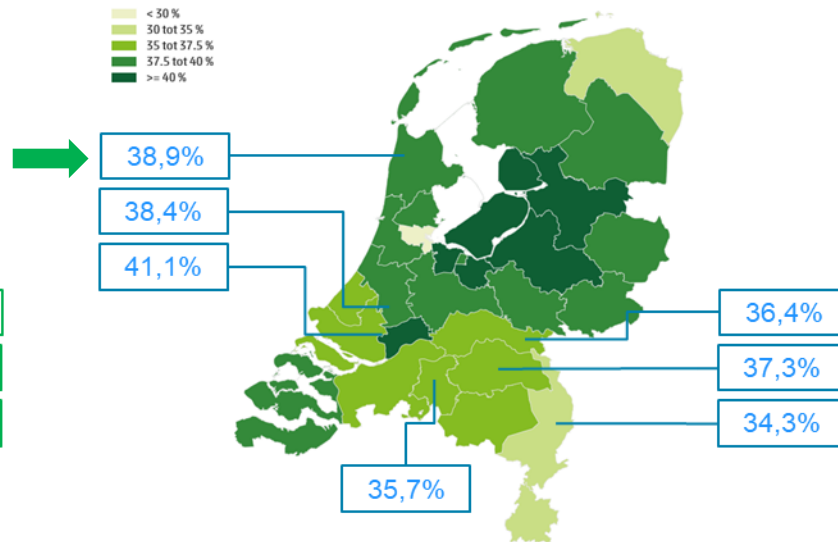 < 30 %
30 tot 35 %
35 tot 37.5 %
37.5 tot 40 %
>= 40 %
38,9%
38,4%
41,1%
36,4%
37,3%
34,3%
35,7%